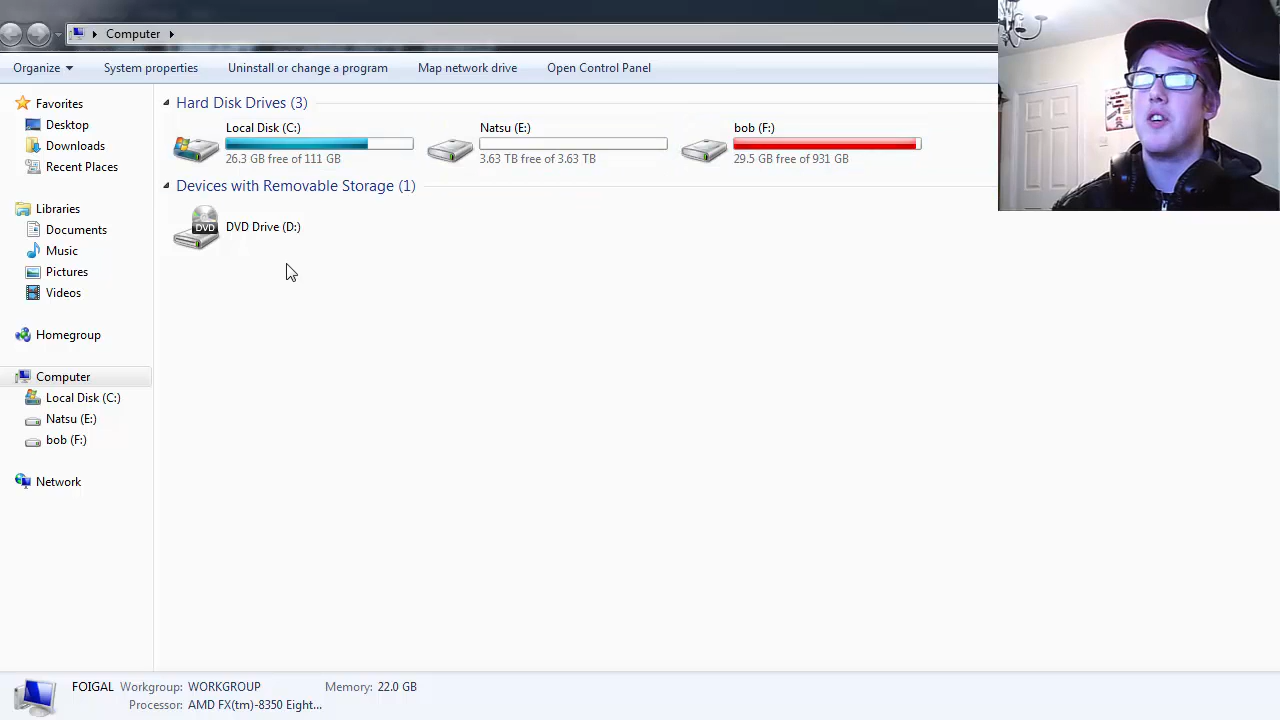 Computer
Organize
System properties
Uninstall or change a program
Map network drive
Open Control Panel
Favorites
Desktop
Downloads
Recent Places
Libraries
Documents
Music
Pictures
Videos
Homegroup
Computer
Local Disk (C:)
Natsu (E:)
bob (F:)
Network
Hard Disk Drives (3)
Local Disk (C:)
26.3 GB free of 111 GB
Natsu (E:)
3.63 TB free of 3.63 TB
bob (F:)
29.5 GB free of 931 GB
Devices with Removable Storage (1)
DVD
DVD Drive (D:)
FOIGAL Workgroup: WORKGROUP Memory: 22.0 GB
Processor: AMD FX(tm)-8350 Eight...